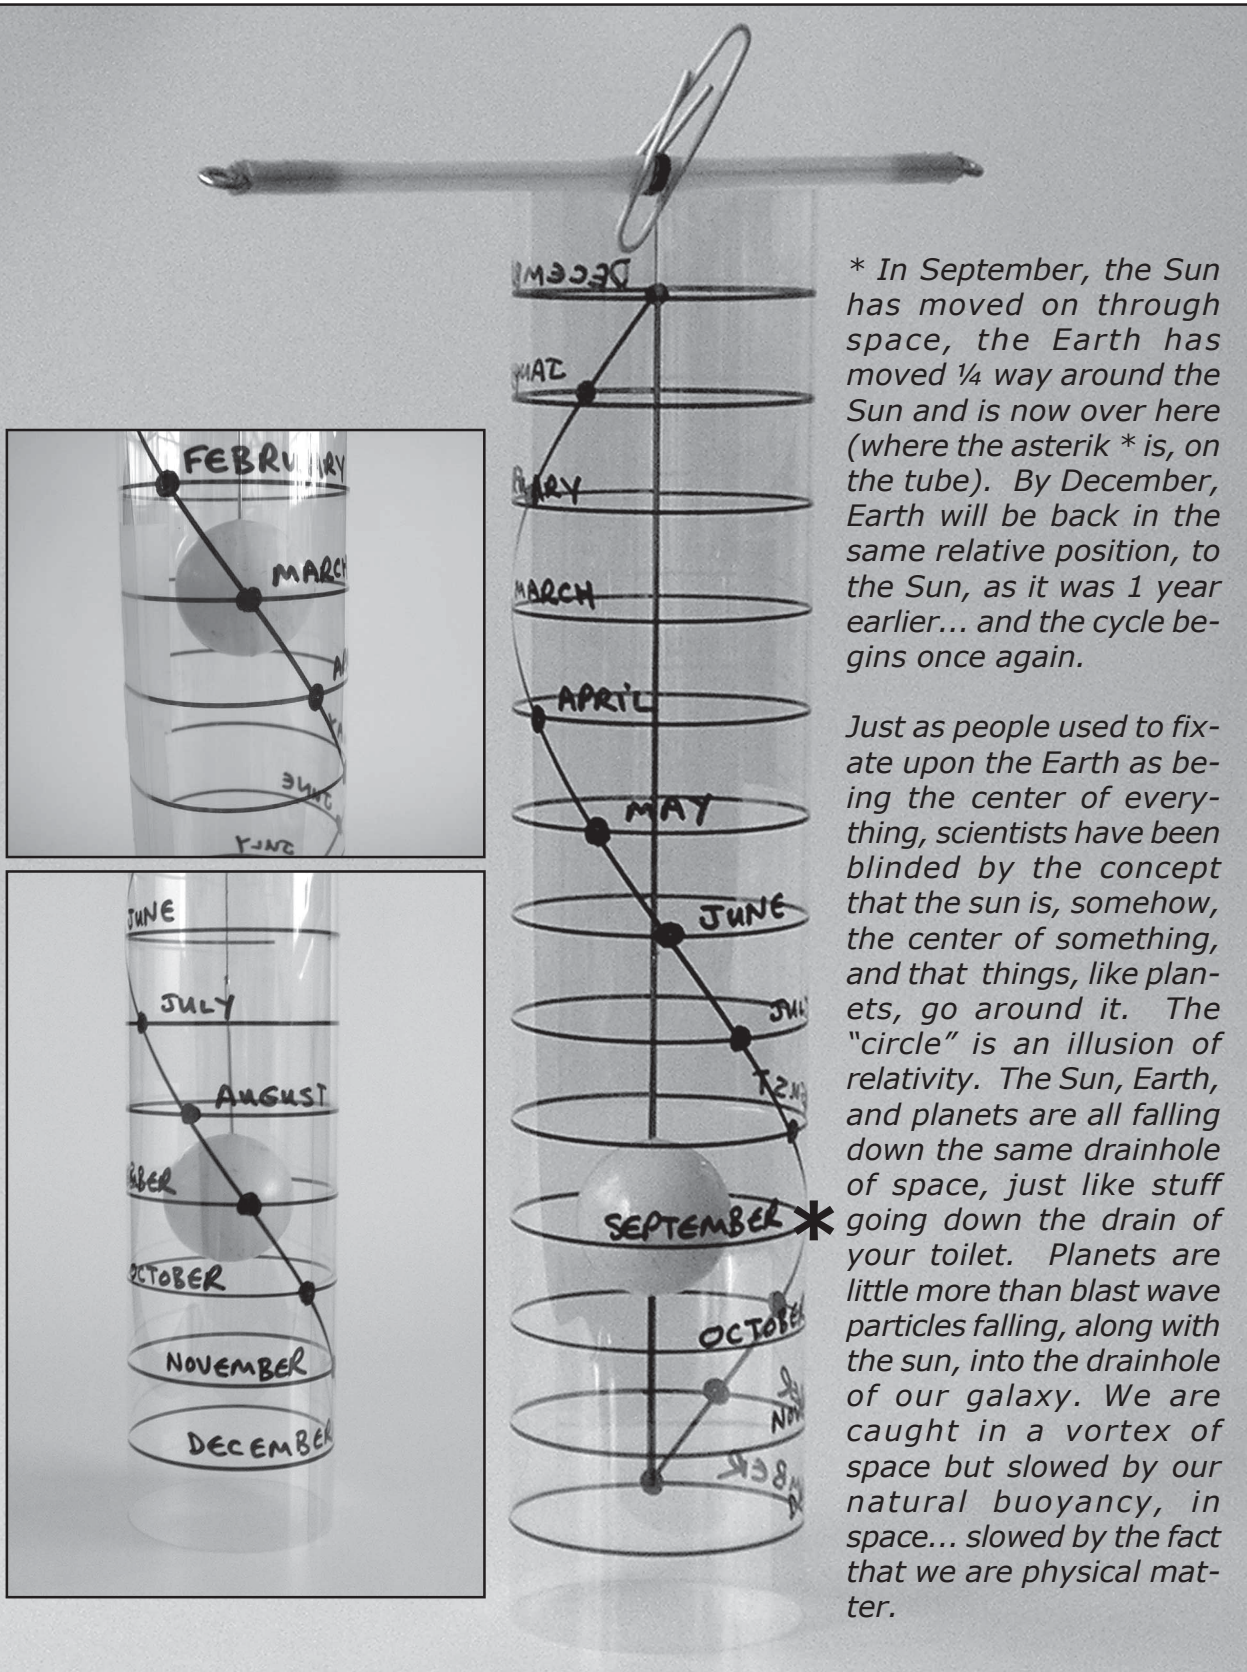 DECEM
UAI
ARY
MARCH
APRIL
MAY
JUNE
JUL
UGUST
SEPTEMBER *
OCTOBER
NOV
MBER
FEBRUARY
MARCH
JUNE
JULY
JUNE
JULY
AUGUST
MBER
OCTOBER
NOVEMBER
DECEMBER
* In September, the Sun
has moved on through
space, the Earth has
moved ¼ way around the
Sun and is now over here
(where the asterik * is, on
the tube). By December,
Earth will be back in the
same relative position, to
the Sun, as it was 1 year
earlier... and the cycle be-
gins once again.
Just as people used to fix-
ate upon the Earth as be-
ing the center of every-
thing, scientists have been
blinded by the concept
that the sun is, somehow,
the center of something,
and that things, like plan-
ets, go around it. The
“circle” is an illusion of
relativity. The Sun, Earth,
and planets are all falling
down the same drainhole
of space, just like stuff
going down the drain of
your toilet. Planets are
little more than blast wave
particles falling, along with
the sun, into the drainhole
of our galaxy. We are
caught in a vortex of
space but slowed by our
natural buoyancy, in
space... slowed by the fact
that we are physical mat-
ter.